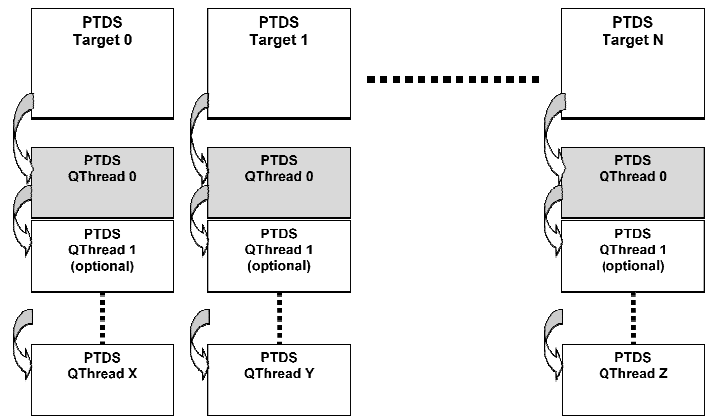 PTDS
Target 0
PTDS
Target 1
PTDS
Target N
PTDS
QThread 0
PTDS
QThread 0
PTDS
QThread 0
PTDS
QThread 1
(optional)
PTDS
QThread 1
(optional)
PTDS
QThread 1
(optional)
PTDS
QThread X
PTDS
QThread Y
PTDS
QThread Z